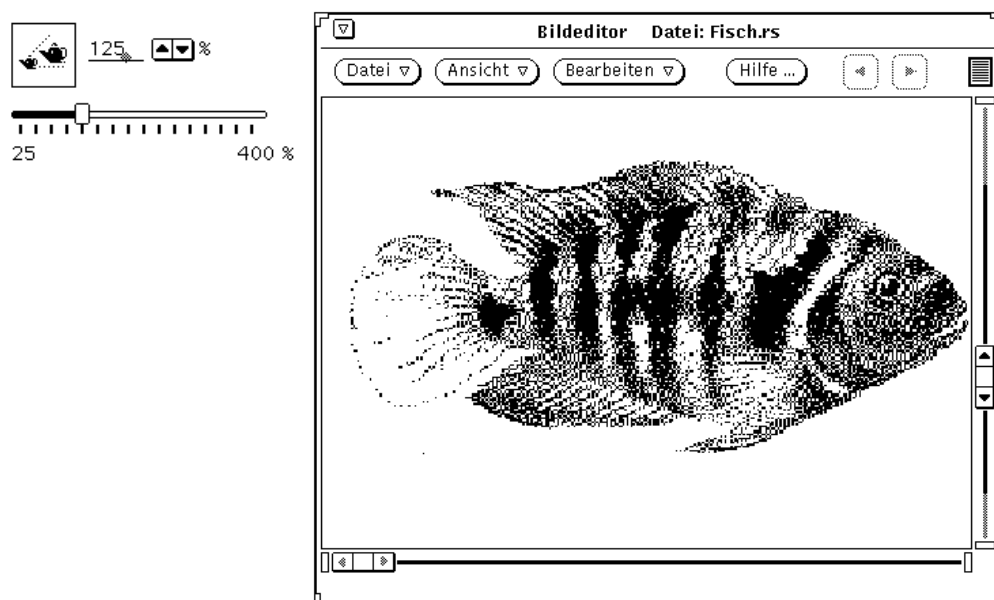 125 %
25 400 %
Bildeditor Datei: Fisch.rs
Datei Ansicht Bearbeiten Hilfe ...